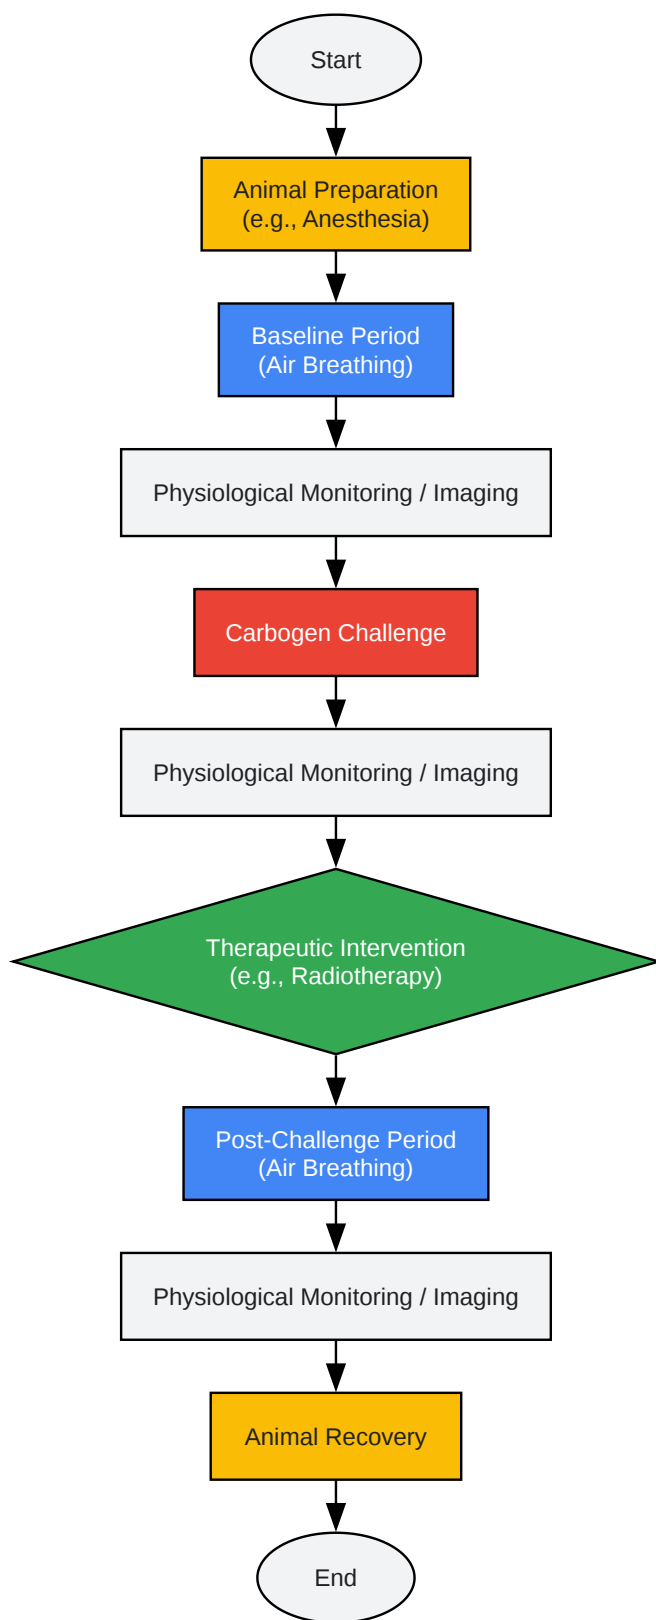 Start
Animal Preparation
(e.g., Anesthesia)
Baseline Period
(Air Breathing)
Physiological Monitoring / Imaging
Carbogen Challenge
Physiological Monitoring / Imaging
Therapeutic Intervention
(e.g., Radiotherapy)
Post-Challenge Period
(Air Breathing)
Physiological Monitoring / Imaging
Animal Recovery
End